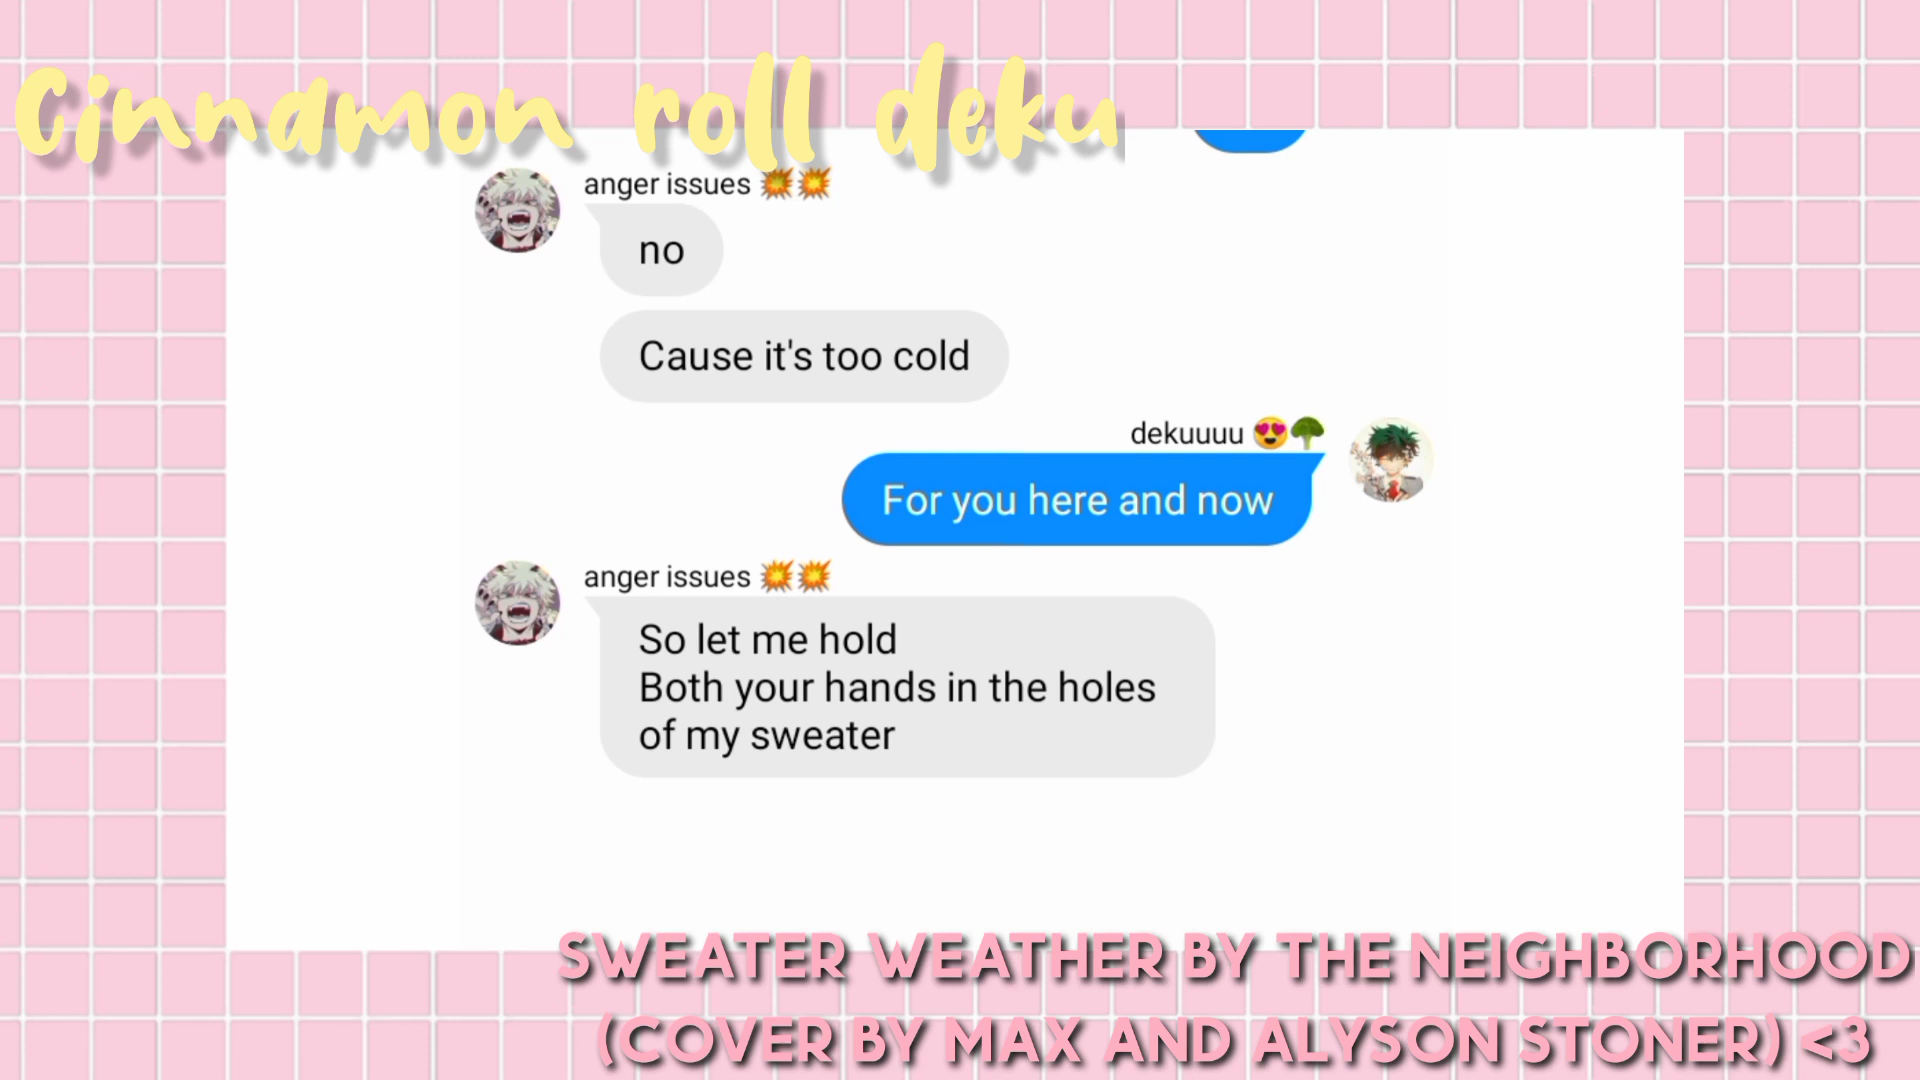 Cinnamon roll deku
anger issues 💥💥
no
Cause it's too cold
dekuuuu 😍🥦
For you here and now
anger issues 💥💥
So let me hold
Both your hands in the holes
of my sweater
SWEATER WEATHER BY THE NEIGHBORHOOD
(COVER BY MAX AND ALYSON STONER) <3